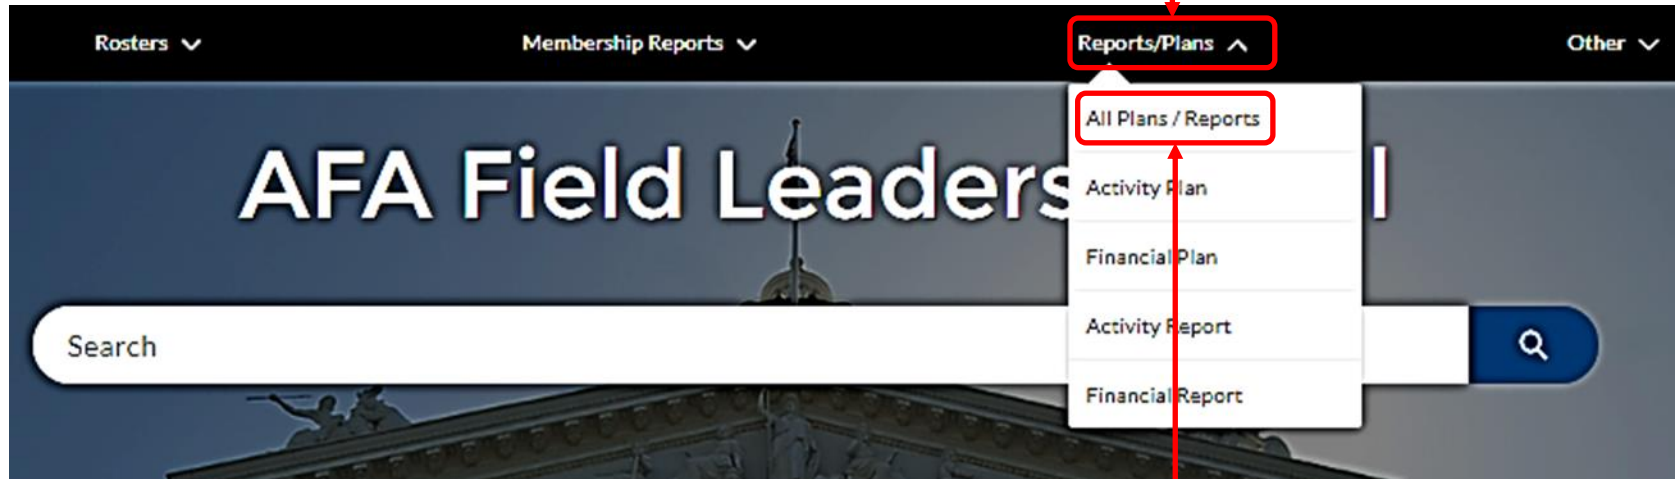 Rosters
Membership Reports
Reports/Plans
Other
All Plans / Reports
AFA Field Leaders l
Activity Plan
Financial Plan
Search
Activity Report
Financial Report